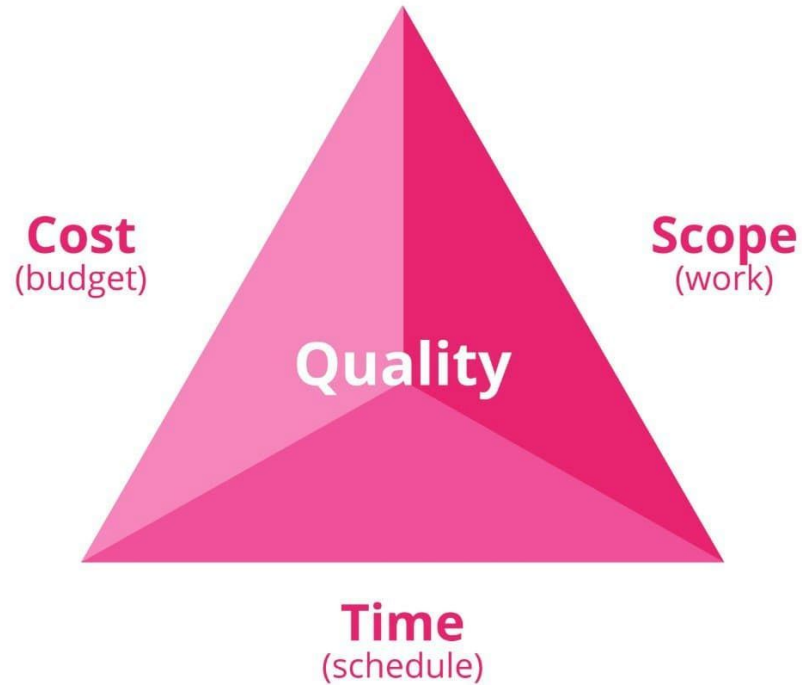 Cost
(budget)
Scope
(work)
Quality
Time
(schedule)